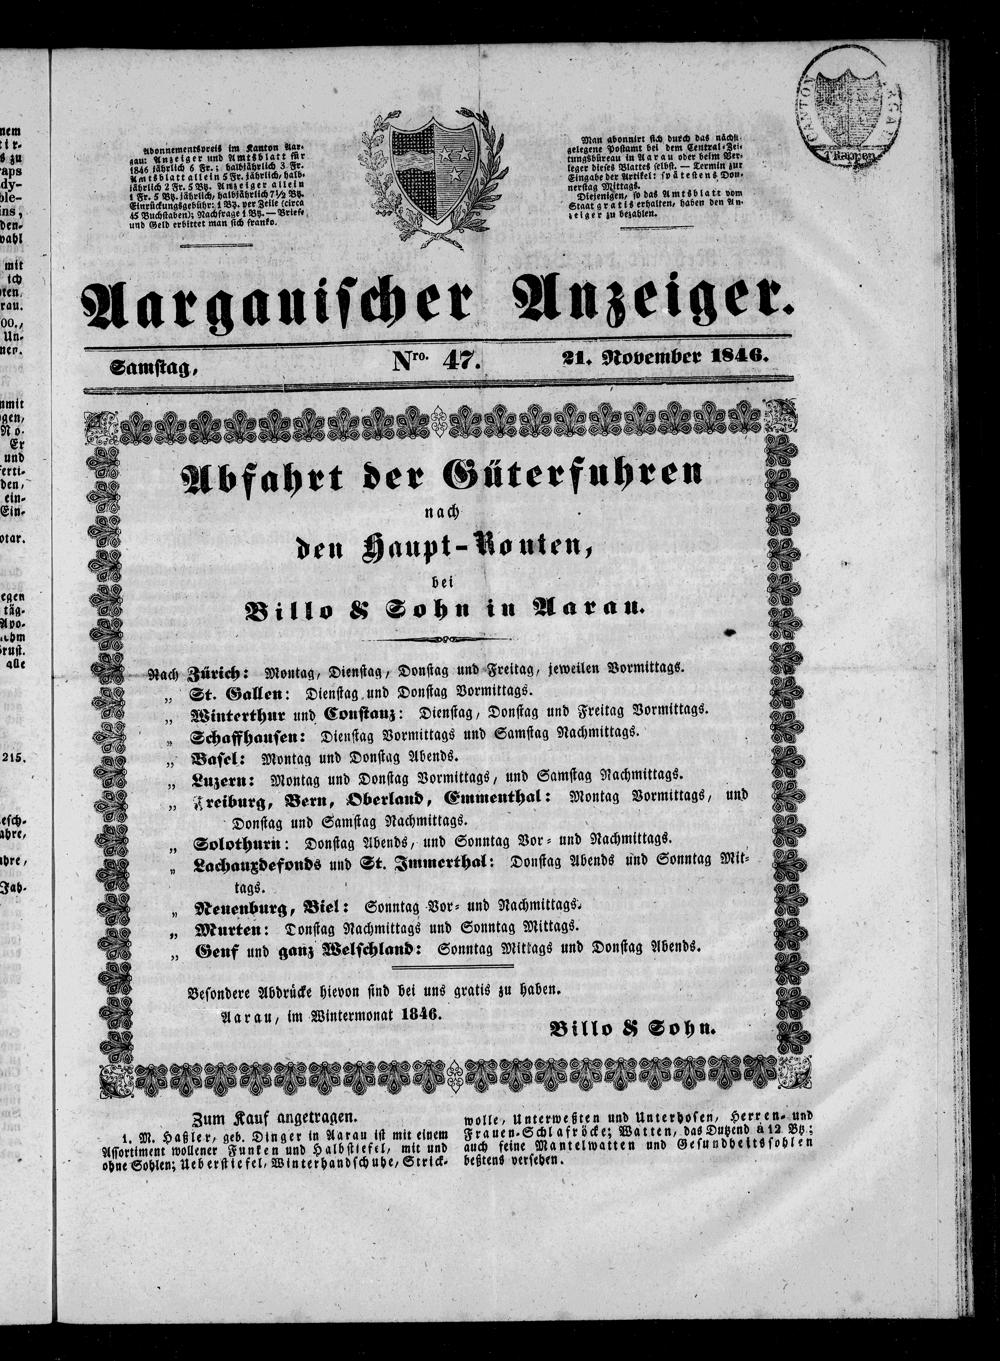 Abonnementspreis im Kanton Aar-
gau: Anzeiger und Amtsblatt für
1846 jährlich 6 Fr.; halbjährlich 3 Fr.
Amtsblatt allein 5 Fr. jährlich, halb-
jährlich 2 Fr. 5 Bz. Anzeiger allein
1 Fr. 5 Bz. jährlich, halbjährlich 7½ Bz.
Einrückungsgebühr: 1 Bz. per Zeile (circa
45 Buchstaben); Nachfrage 1 Bz. — Briefe
und Geld erbittet man sich franko.
Man abonnirt sich durch das nächst
gelegene Postamt bei dem Central-Zei-
tungsbüreau in Aarau oder beim Ver-
leger dieses Blattes selbst. — Termin zur
Eingabe der Artikel: spätestens Don-
nerstag Mittags.
Diejenigen, so das Amtsblatt vom
Staat gratis erhalten, haben den An-
zeiger zu bezahlen.
CANTON ARGAU
1 Rappen
Aargauischer Anzeiger.
Samstag, Nro. 47. 21. November 1846.
Abfahrt der Güterfuhren
nach
den Haupt-Routen,
bei
Billo & Sohn in Aarau.
Nach Zürich: Montag, Dienstag, Donstag und Freitag, jeweilen Vormittags.
„ St. Gallen: Dienstag und Donstag Vormittags.
„ Winterthur und Constanz: Dienstag, Donstag und Freitag Vormittags.
„ Schaffhausen: Dienstag Vormittags und Samstag Nachmittags.
„ Basel: Montag und Donstag Abends.
„ Luzern: Montag und Donstag Vormittags, und Samstag Nachmittags.
„ Freiburg, Bern, Oberland, Emmenthal: Montag Vormittags, und
Donstag und Samstag Nachmittags.
„ Solothurn: Donstag Abends, und Sonntag Vor- und Nachmittags.
„ Lachauxdefonds und St. Immerthal: Donstag Abends und Sonntag Mit-
tags.
„ Neuenburg, Biel: Sonntag Vor- und Nachmittags.
„ Murten: Donstag Nachmittags und Sonntag Mittags.
„ Genf und ganz Welschland: Sonntag Mittags und Donstag Abends.
Besondere Abdrücke hievon sind bei uns gratis zu haben.
Aarau, im Wintermonat 1846.
Billo & Sohn.
Zum Kauf angetragen.
1. M. Haßler, geb. Dinger in Aarau ist mit einem
Assortiment wollener Funken und Halbstiefel, mit und
ohne Sohlen; Ueberstiefel, Winterhandschuhe, Strick-
wolle, Unterweßten und Unterhosen, Herren- und
Frauen-Schlafröcke; Watten, das Dutzend à 12 Bz;
auch feine Mantelwatten und Gesundheitssohlen
beßtens versehen.